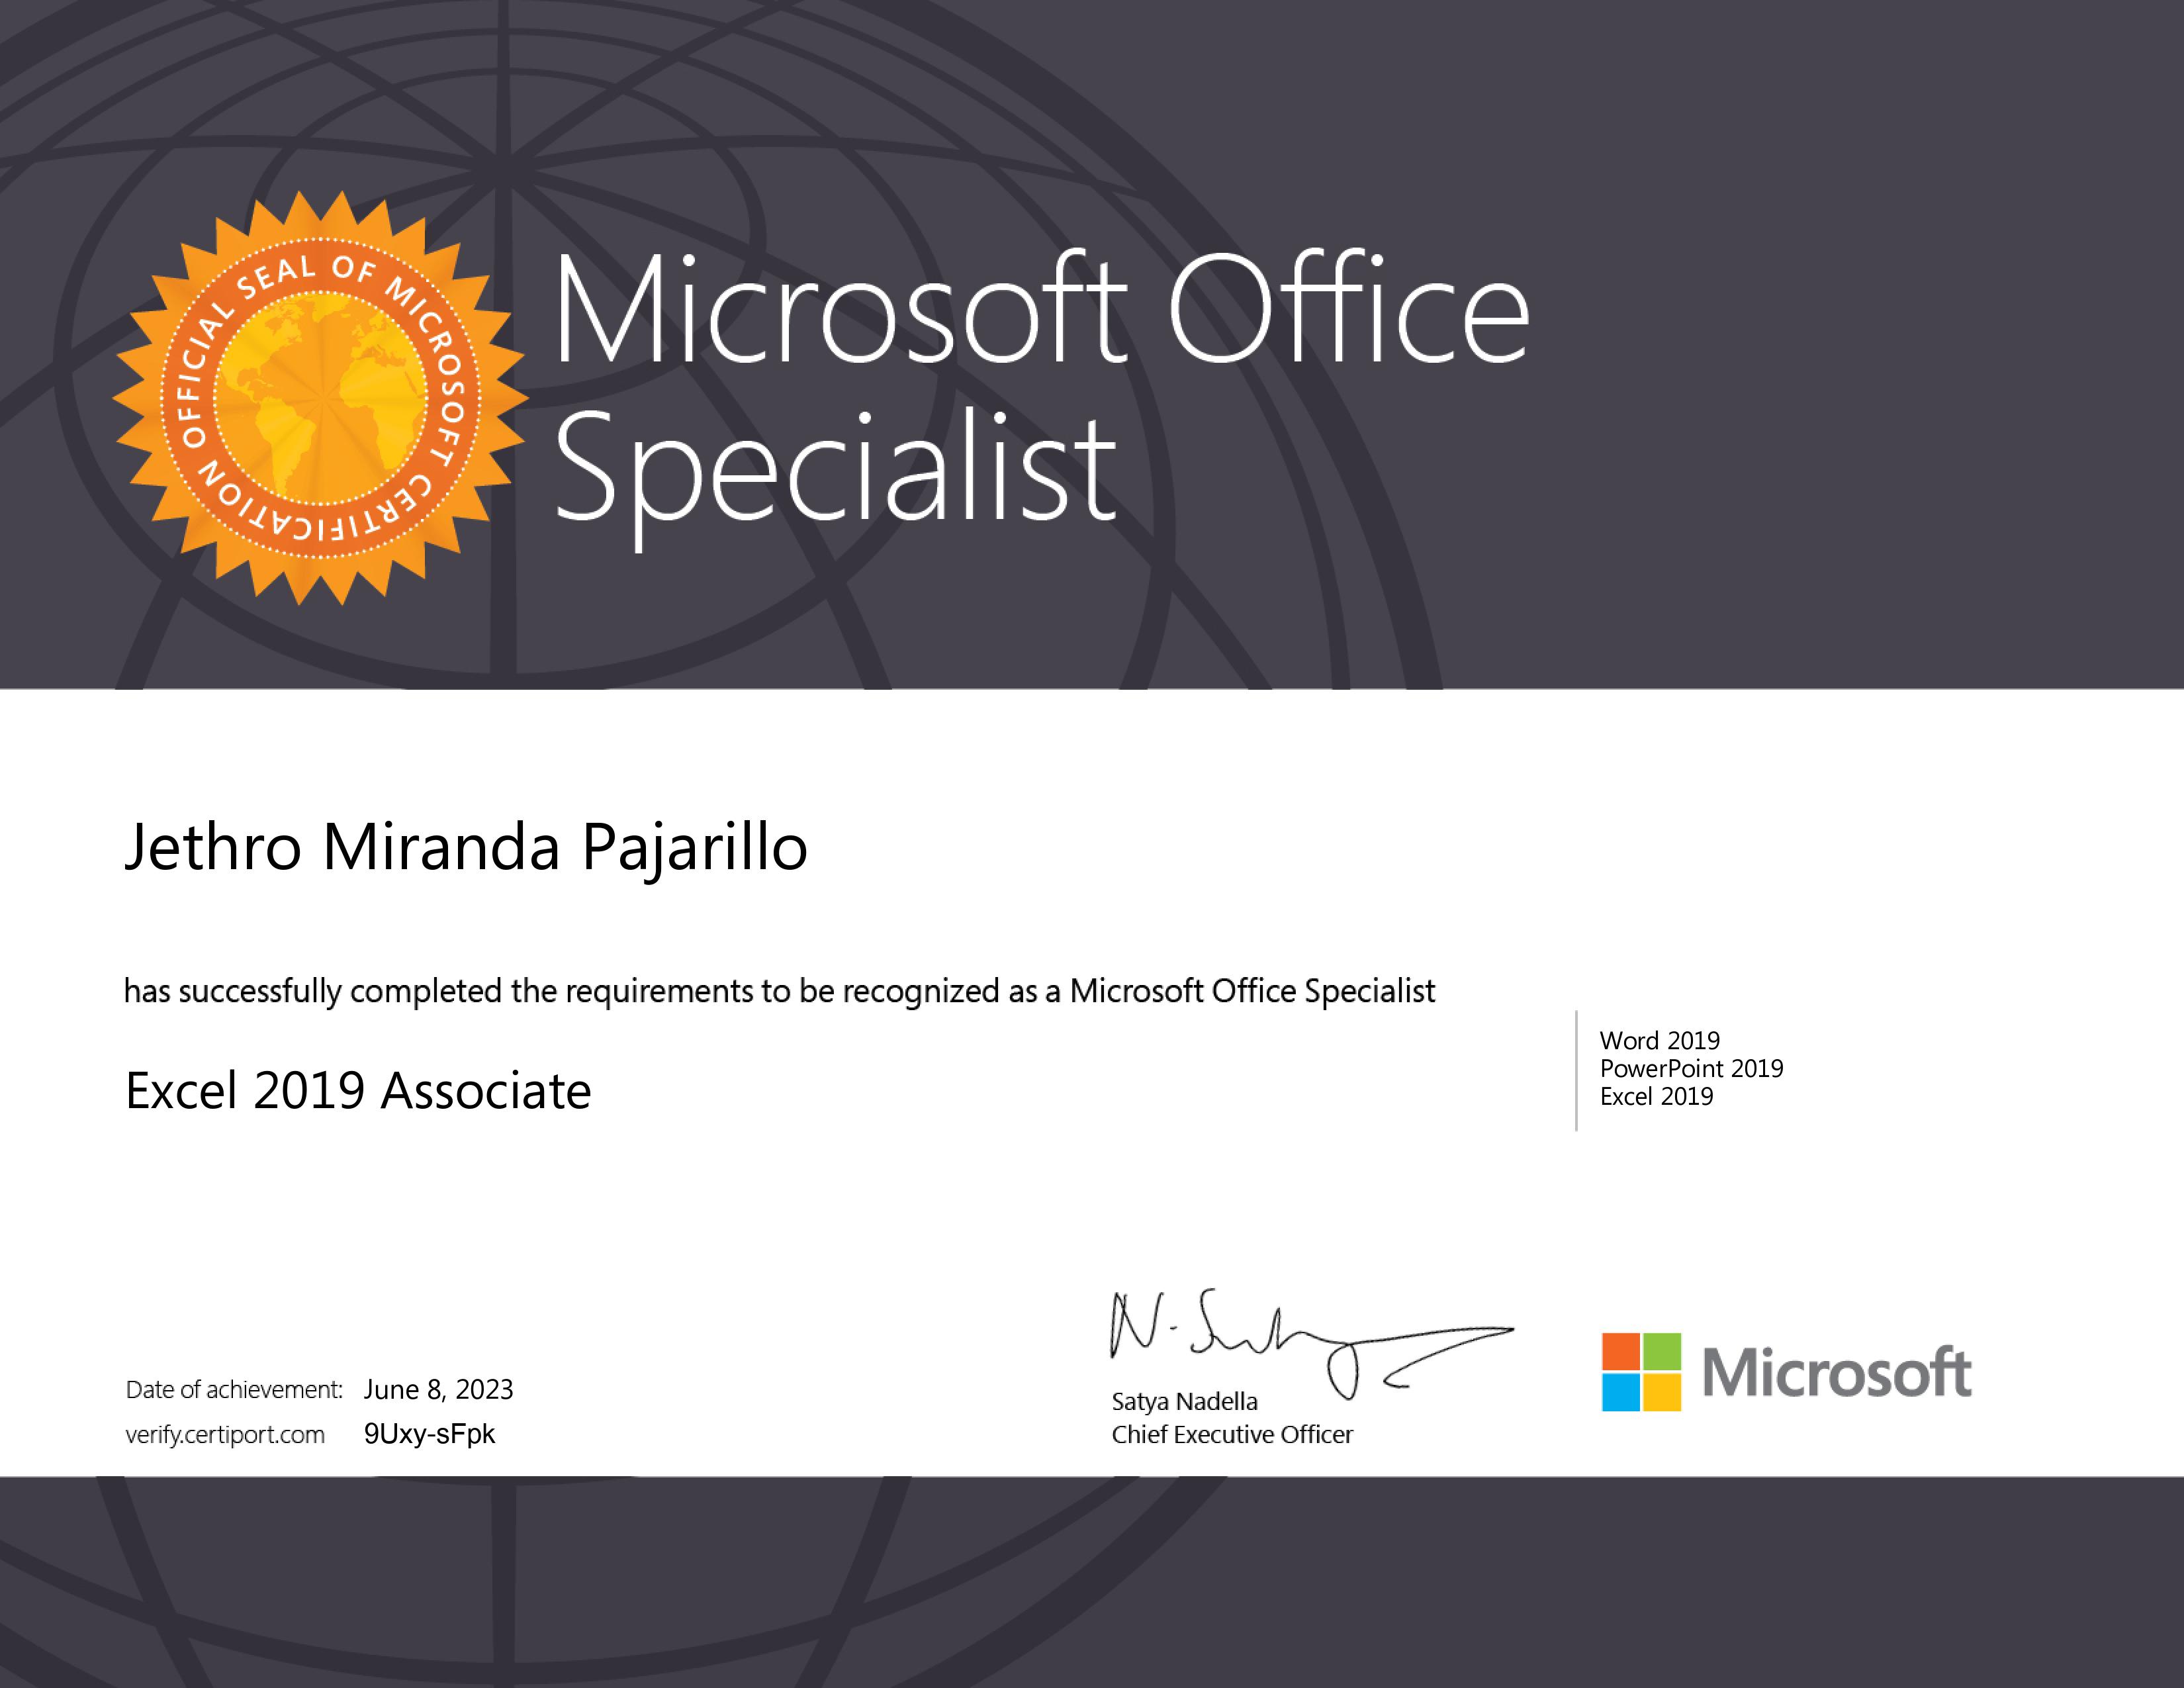 OFFICIAL SEAL OF MICROSOFT CERTIFICATION
Microsoft Office
Specialist
Jethro Miranda Pajarillo
has successfully completed the requirements to be recognized as a Microsoft Office Specialist
Excel 2019 Associate
Word 2019
PowerPoint 2019
Excel 2019
N. Sadhya
Satya Nadella
Chief Executive Officer
Microsoft
Date of achievement: June 8, 2023
verify.certiport.com 9Uxy-sFpk